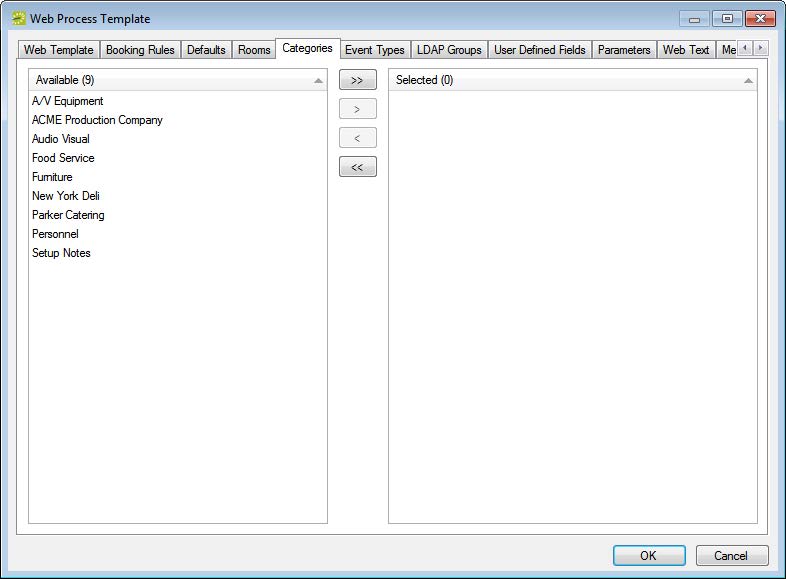 Web Process Template
Web Template Booking Rules Defaults Rooms Categories Event Types LDAP Groups User Defined Fields Parameters Web Text Me
Available (9)
A/V Equipment
ACME Production Company
Audio Visual
Food Service
Furniture
New York Deli
Parker Catering
Personnel
Setup Notes
>>
>
<
<<
Selected (0)
OK Cancel